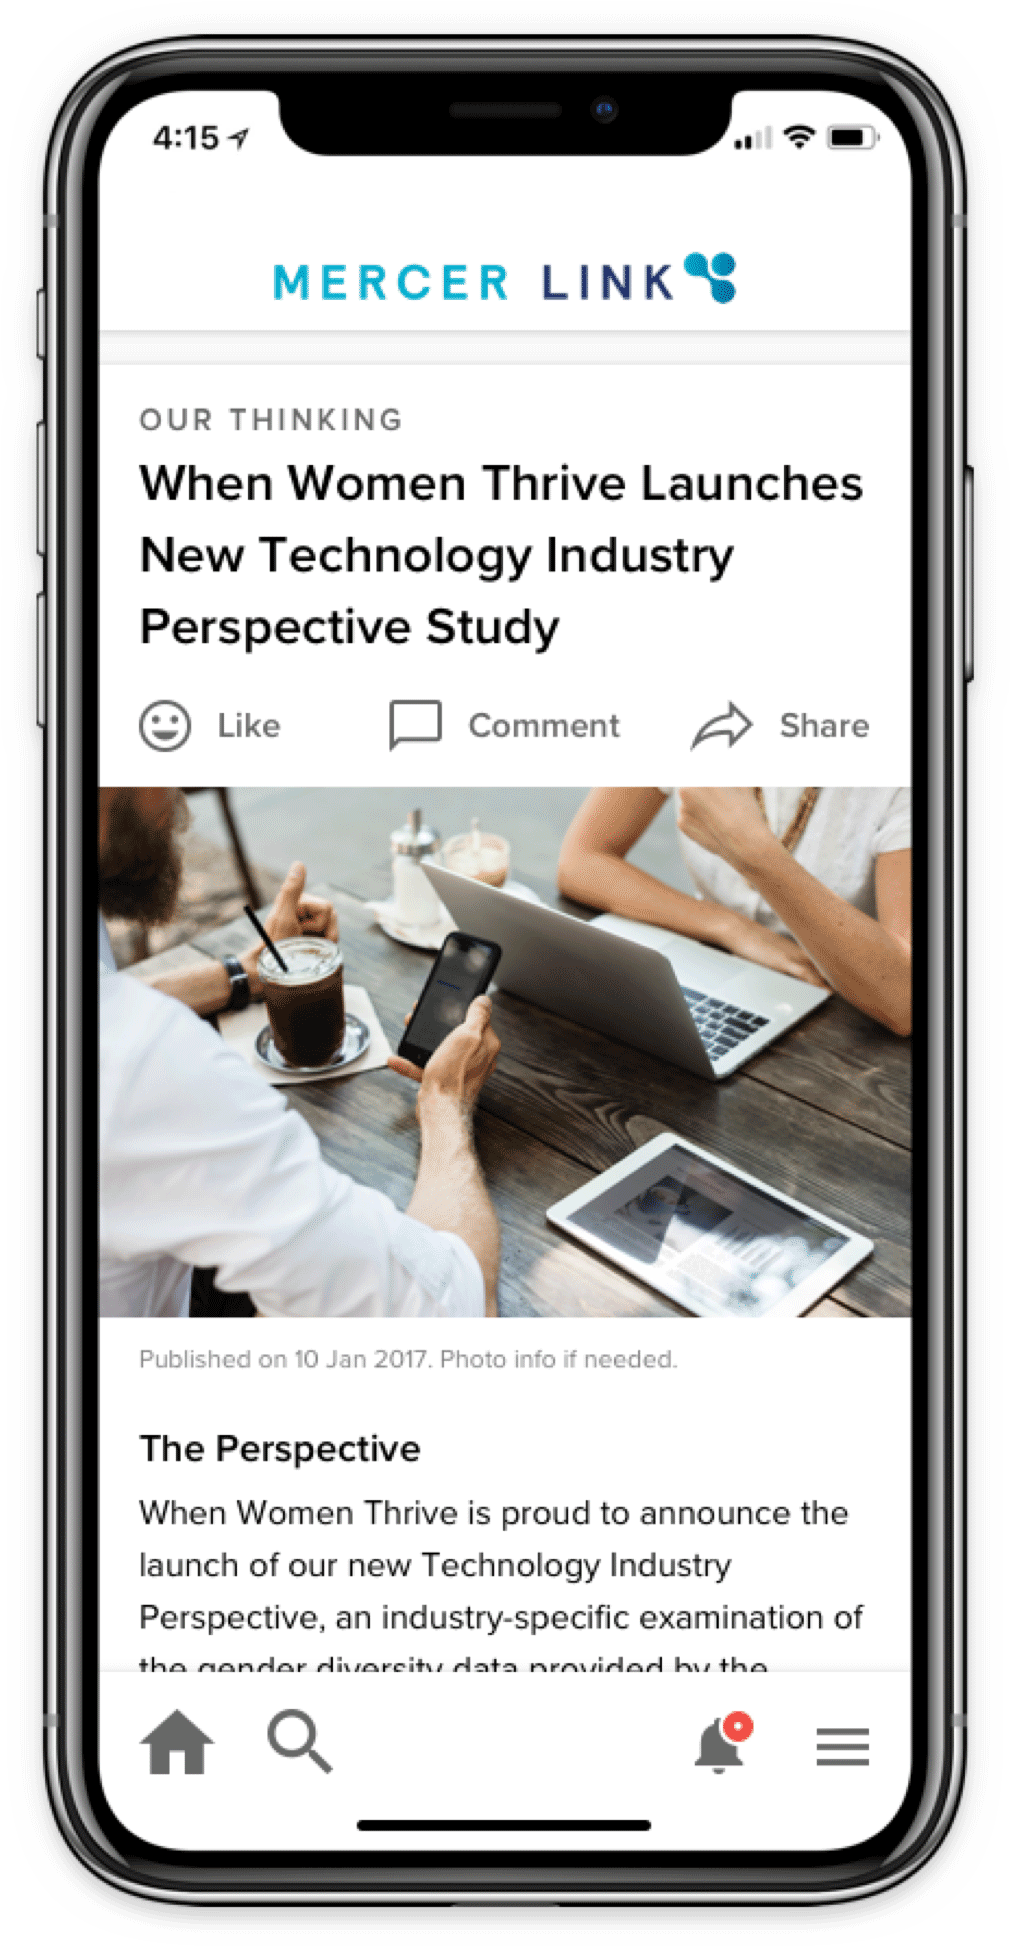 4:15
MERCER LINK
OUR THINKING
When Women Thrive Launches
New Technology Industry
Perspective Study
Like Comment Share
Published on 10 Jan 2017. Photo info if needed.
The Perspective
When Women Thrive is proud to announce the
launch of our new Technology Industry
Perspective, an industry-specific examination of
the gender diversity data provided by the